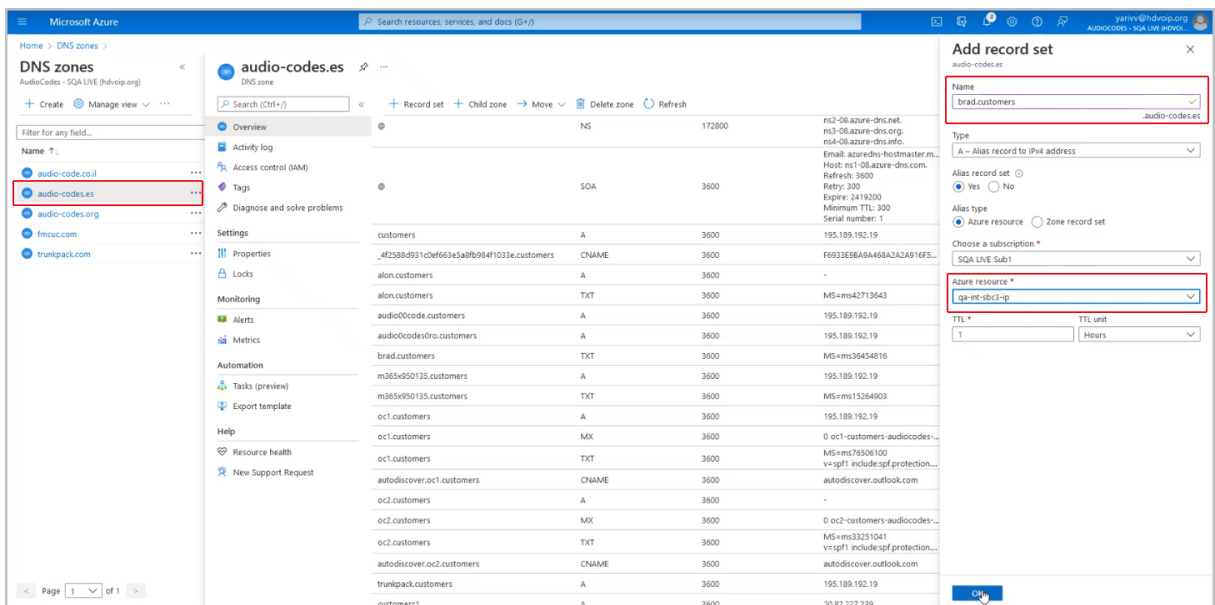 Microsoft Azure
Search resources, services, and docs (G+/)
yarivv@hdvoip.org
AUDIOCODES - SQA LIVE (HDVOI...
Home > DNS zones >
DNS zones
AudioCodes - SQA LIVE (hdvoip.org)
Create Manage view ...
Filter for any field...
Name ↑
audio-code.co.il ...
audio-codes.es ...
audio-codes.org ...
fmcuc.com ...
trunkpack.com ...
< Page 1 of 1 >
audio-codes.es ...
DNS zone
Search (Ctrl+/)
Overview
Activity log
Access control (IAM)
Tags
Diagnose and solve problems
Settings
Properties
Locks
Monitoring
Alerts
Metrics
Automation
Tasks (preview)
Export template
Help
Resource health
New Support Request
Record set Child zone Move Delete zone Refresh
@ NS 172800 ns2-08.azure-dns.net.
ns3-08.azure-dns.org.
ns4-08.azure-dns.info.
@ SOA 3600 Email: azuredns-hostmaster.m...
Host: ns1-08.azure-dns.com.
Refresh: 3600
Retry: 300
Expire: 2419200
Minimum TTL: 300
Serial number: 1
customers A 3600 195.189.192.19
_4f2588d931c0ef663e5a8fb984f1033e.customers CNAME 3600 F6933E9BA9A468A2A2A916F5...
alon.customers A 3600 -
alon.customers TXT 3600 MS=ms42713643
audio00code.customers A 3600 195.189.192.19
audio0codes0ro.customers A 3600 195.189.192.19
brad.customers TXT 3600 MS=ms36454816
m365x950135.customers A 3600 195.189.192.19
m365x950135.customers TXT 3600 MS=ms15264903
oc1.customers A 3600 195.189.192.19
oc1.customers MX 3600 0 oc1-customers-audiocodes-...
oc1.customers TXT 3600 MS=ms76506100
v=spf1 include:spf.protection....
autodiscover.oc1.customers CNAME 3600 autodiscover.outlook.com
oc2.customers A 3600 -
oc2.customers MX 3600 0 oc2-customers-audiocodes-...
oc2.customers TXT 3600 MS=ms33251041
v=spf1 include:spf.protection....
autodiscover.oc2.customers CNAME 3600 autodiscover.outlook.com
trunkpack.customers A 3600 195.189.192.19
customers1 A 3600 20.82.227.239
Add record set
audio-codes.es
Name
brad.customers
.audio-codes.es
Type
A – Alias record to IPv4 address
Alias record set
Yes No
Alias type
Azure resource Zone record set
Choose a subscription *
SQA LIVE Sub1
Azure resource *
qa-int-sbc3-ip
TTL * TTL unit
1 Hours
OK